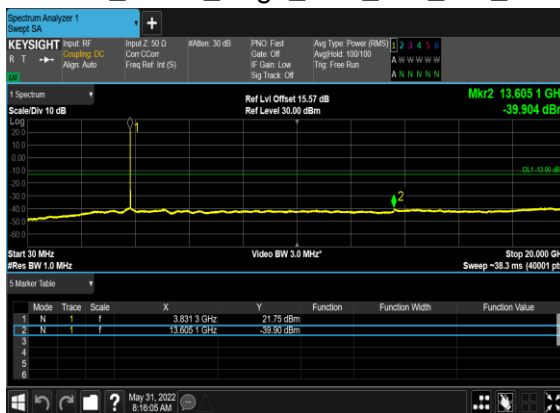 Spectrum Analyzer 1
Swept SA
KEYSIGHT
R T
Input: RF
Coupling: DC
Align: Auto
Input Z: 50 Ω
Corr CCorr
Freq Ref: Int (S)
#Atten: 30 dB
PNO: Fast
Gate: Off
IF Gain: Low
Sig Track: Off
Avg Type: Power (RMS)
Avg|Hold: 100/100
Trig: Free Run
1 2 3 4 5 6
A W W W W W
A N N N N N
1 Spectrum
Scale/Div 10 dB
Ref Lvl Offset 15.57 dB
Ref Level 30.00 dBm
Mkr2 13.605 1 GH
-39.904 dB
Log
20.0
10.0
0.00
-10.0
-20.0
-30.0
-40.0
-50.0
-60.0
1
2
DL1 -13.00 dB
Start 30 MHz
#Res BW 1.0 MHz
Video BW 3.0 MHz*
Stop 20.000 GH
Sweep ~38.3 ms (40001 pt
5 Marker Table
Mode Trace Scale X Y Function Function Width Function Value
1 N 1 f 3.831 3 GHz 21.75 dBm
2 N 1 f 13.605 1 GHz -39.90 dBm
3
4
5
6
?
May 31, 2022
8:16:05 AM